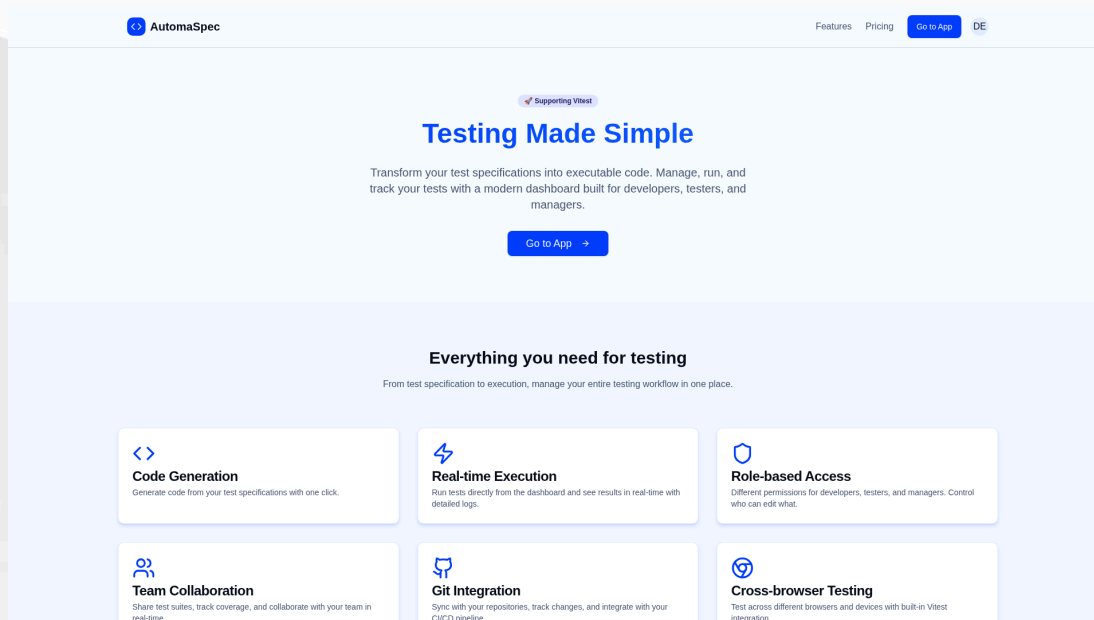 AutomaSpec
Features
Pricing
Go to App
DE
🚀 Supporting Vitest
Testing Made Simple
Transform your test specifications into executable code. Manage, run, and
track your tests with a modern dashboard built for developers, testers, and
managers.
Go to App →
Everything you need for testing
From test specification to execution, manage your entire testing workflow in one place.
Code Generation
Generate code from your test specifications with one click.
Real-time Execution
Run tests directly from the dashboard and see results in real-time with
detailed logs.
Role-based Access
Different permissions for developers, testers, and managers. Control
who can edit what.
Team Collaboration
Share test suites, track coverage, and collaborate with your team in
real-time.
Git Integration
Sync with your repositories, track changes, and integrate with your
CI/CD pipeline.
Cross-browser Testing
Test across different browsers and devices with built-in Vitest
integration.